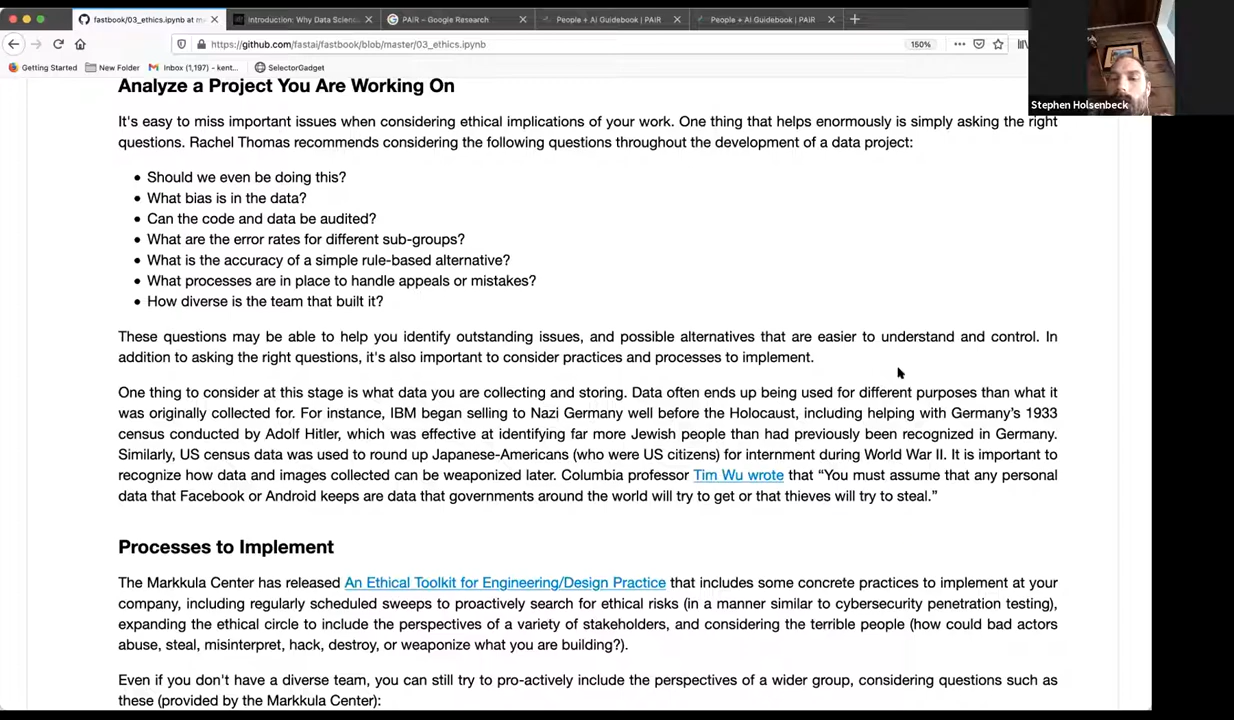 fastbook/03_ethics.ipynb at m
Introduction: Why Data Scienc
PAIR – Google Research
People + AI Guidebook | PAIR
People + AI Guidebook | PAIR
https://github.com/fastai/fastbook/blob/master/03_ethics.ipynb
150%
Getting Started
New Folder
Inbox (1,197) - kent...
SelectorGadget
Stephen Holsenbeck
Analyze a Project You Are Working On
It's easy to miss important issues when considering ethical implications of your work. One thing that helps enormously is simply asking the right
questions. Rachel Thomas recommends considering the following questions throughout the development of a data project:
• Should we even be doing this?
• What bias is in the data?
• Can the code and data be audited?
• What are the error rates for different sub-groups?
• What is the accuracy of a simple rule-based alternative?
• What processes are in place to handle appeals or mistakes?
• How diverse is the team that built it?
These questions may be able to help you identify outstanding issues, and possible alternatives that are easier to understand and control. In
addition to asking the right questions, it's also important to consider practices and processes to implement.
One thing to consider at this stage is what data you are collecting and storing. Data often ends up being used for different purposes than what it
was originally collected for. For instance, IBM began selling to Nazi Germany well before the Holocaust, including helping with Germany’s 1933
census conducted by Adolf Hitler, which was effective at identifying far more Jewish people than had previously been recognized in Germany.
Similarly, US census data was used to round up Japanese-Americans (who were US citizens) for internment during World War II. It is important to
recognize how data and images collected can be weaponized later. Columbia professor Tim Wu wrote that “You must assume that any personal
data that Facebook or Android keeps are data that governments around the world will try to get or that thieves will try to steal.”
Processes to Implement
The Markkula Center has released An Ethical Toolkit for Engineering/Design Practice that includes some concrete practices to implement at your
company, including regularly scheduled sweeps to proactively search for ethical risks (in a manner similar to cybersecurity penetration testing),
expanding the ethical circle to include the perspectives of a variety of stakeholders, and considering the terrible people (how could bad actors
abuse, steal, misinterpret, hack, destroy, or weaponize what you are building?).
Even if you don't have a diverse team, you can still try to pro-actively include the perspectives of a wider group, considering questions such as
these (provided by the Markkula Center):